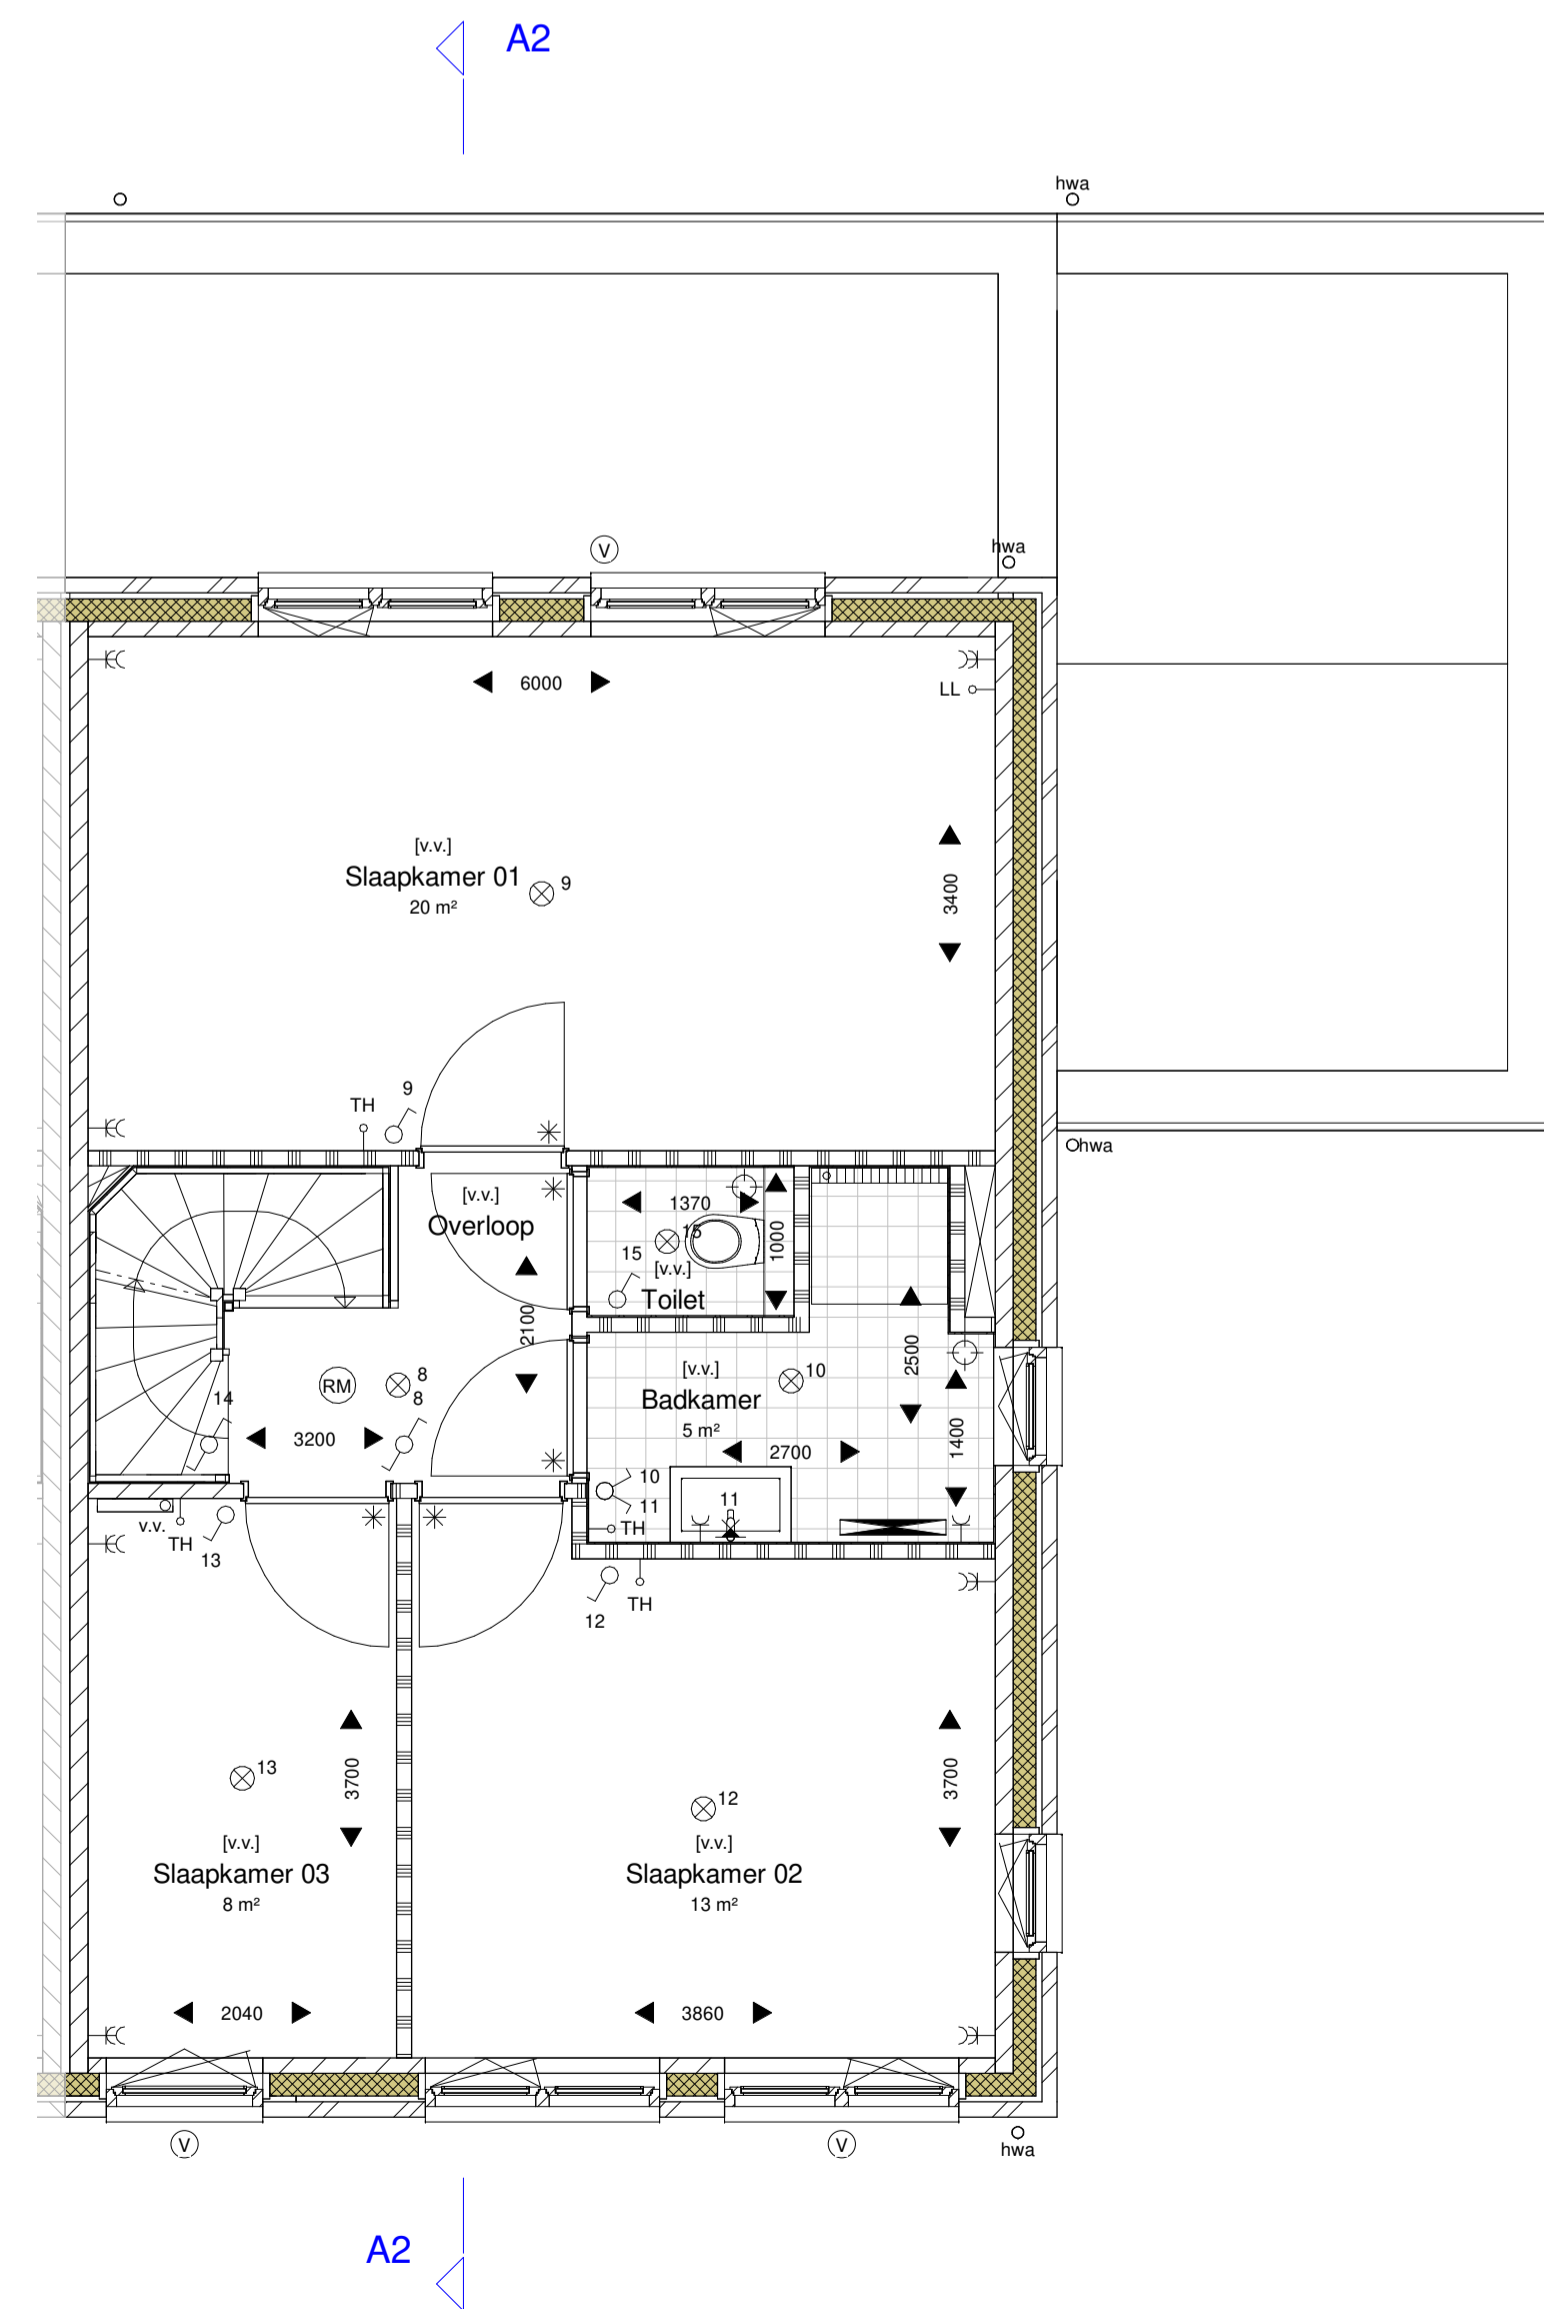 A2
hwa
hwa
V
6000
LL
[v.v.]
Slaapkamer 01
20 m²
9
3400
9
TH
hwa
[v.v.]
Overloop
1370
15
15
1000
[v.v.]
Toilet
2100
2500
[v.v.]
Badkamer
5 m²
10
RM
8
8
14
3200
2700
1400
10
11
11
TH
v.v.
TH
13
12
TH
3700
3700
13
12
[v.v.]
Slaapkamer 03
8 m²
[v.v.]
Slaapkamer 02
13 m²
2040
3860
V
V
hwa
A2